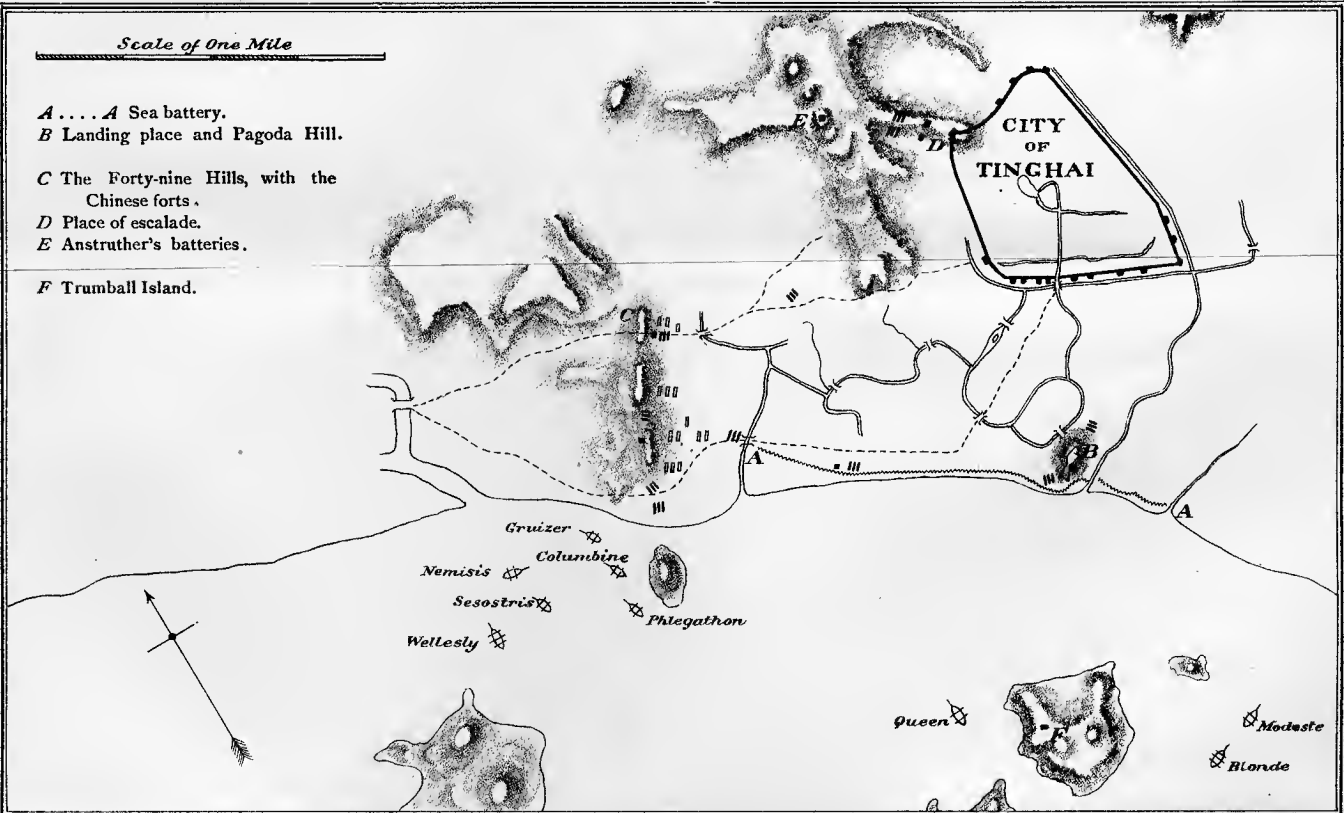 Scale of One Mile
A....A Sea battery.
B Landing place and Pagoda Hill.
C The Forty-nine Hills, with the
Chinese forts.
D Place of escalade.
E Anstruther's batteries.
F Trumball Island.
E
D
CITY
OF
TINGHAI
C
A
B
A
Gruizer
Columbine
Nemisis
Sesostris
Phlegathon
Wellesly
Queen
F
Modeste
Blonde